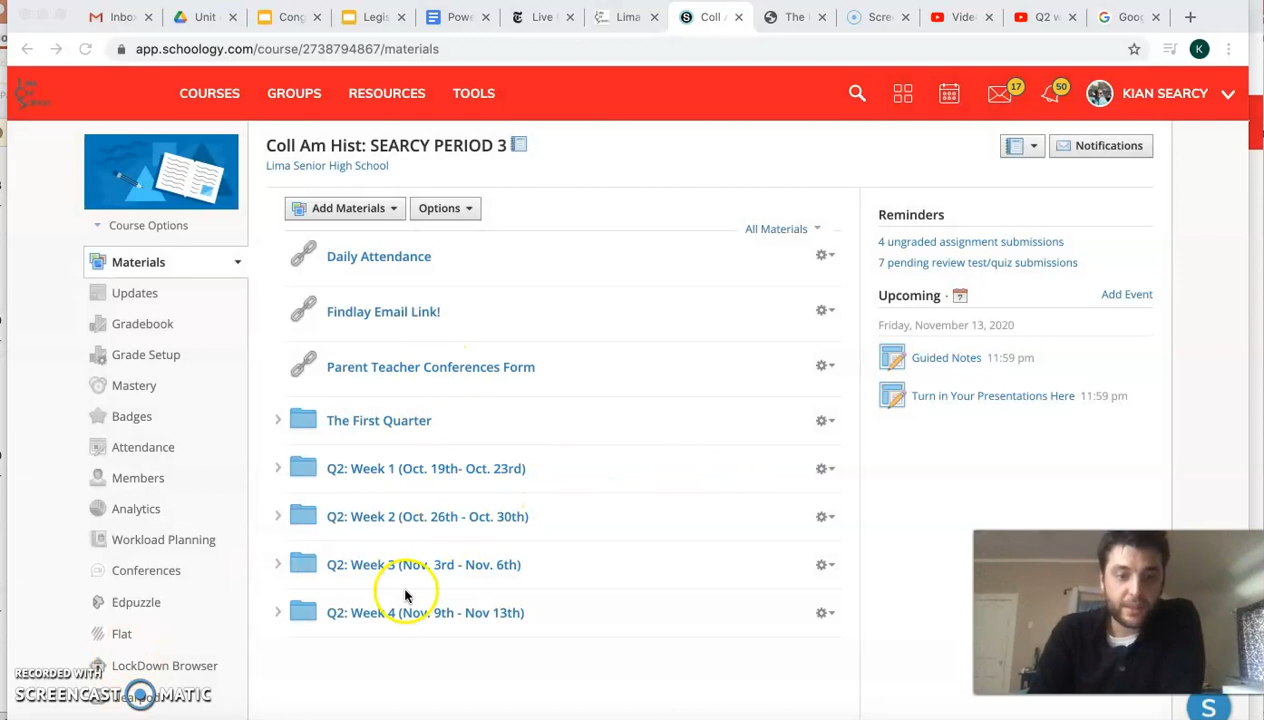 Inbox
Unit
Cong
Legis
Powe
Live
Lima
Coll
The
Scree
Video
Q2 w
Goog
app.schoology.com/course/2738794867/materials
K
COURSES
GROUPS
RESOURCES
TOOLS
17
50
KIAN SEARCY
Coll Am Hist: SEARCY PERIOD 3
Lima Senior High School
Notifications
Course Options
Materials
Updates
Gradebook
Grade Setup
Mastery
Badges
Attendance
Members
Analytics
Workload Planning
Conferences
Edpuzzle
Flat
LockDown Browser
Add Materials
Options
All Materials
Daily Attendance
Findlay Email Link!
Parent Teacher Conferences Form
The First Quarter
Q2: Week 1 (Oct. 19th- Oct. 23rd)
Q2: Week 2 (Oct. 26th - Oct. 30th)
Q2: Week 3 (Nov. 3rd - Nov. 6th)
Q2: Week 4 (Nov. 9th - Nov 13th)
Reminders
4 ungraded assignment submissions
7 pending review test/quiz submissions
Upcoming ·
Add Event
Friday, November 13, 2020
Guided Notes 11:59 pm
Turn in Your Presentations Here 11:59 pm
RECORDED WITH
SCREENCAST MATIC
S